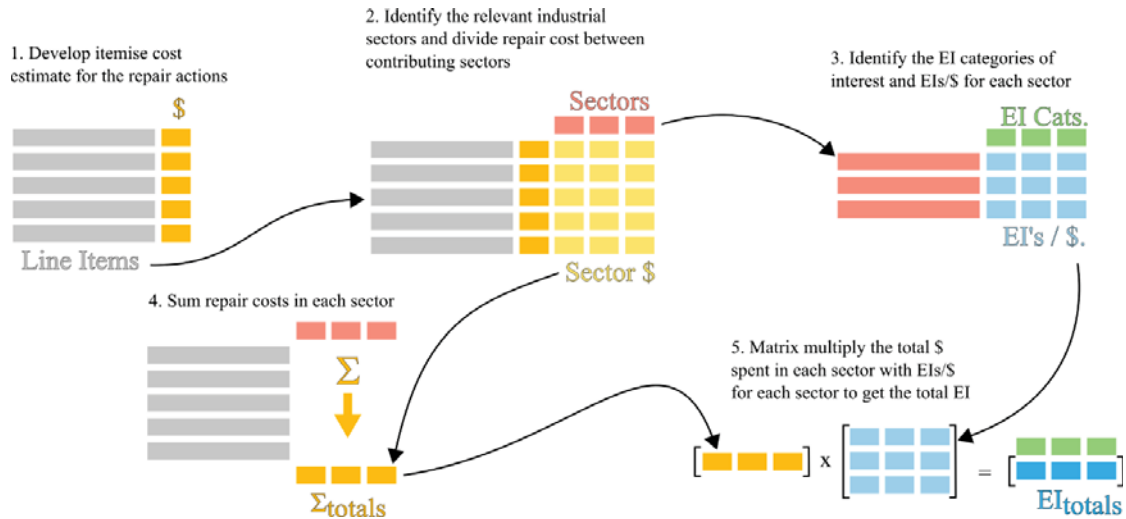 1. Develop itemise cost
estimate for the repair actions
$
Line Items
2. Identify the relevant industrial
sectors and divide repair cost between
contributing sectors
Sectors
Sector $
3. Identify the EI categories of
interest and EIs/$ for each sector
EI Cats.
EI's / $.
4. Sum repair costs in each sector
Σ
Σtotals
5. Matrix multiply the total $
spent in each sector with EIs/$
for each sector to get the total EI
[ ] x [ ] = [ ]
EItotals